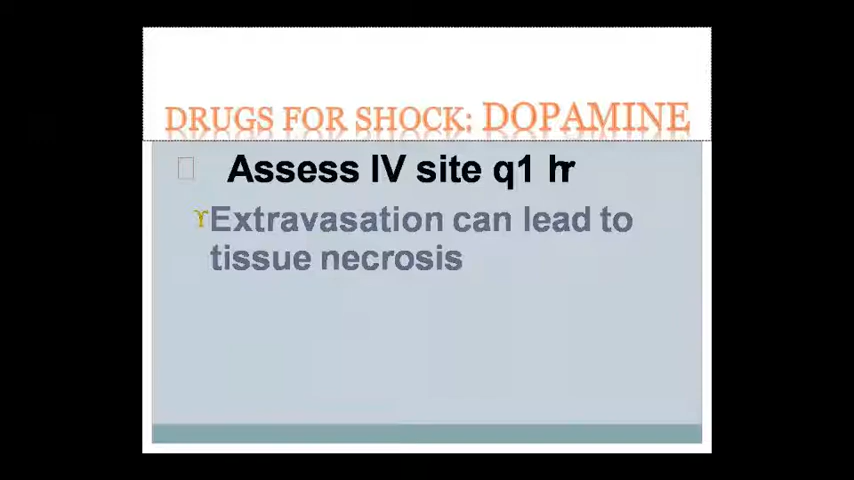 DRUGS FOR SHOCK: DOPAMINE
Assess IV site q1 hr
Extravasation can lead to
tissue necrosis